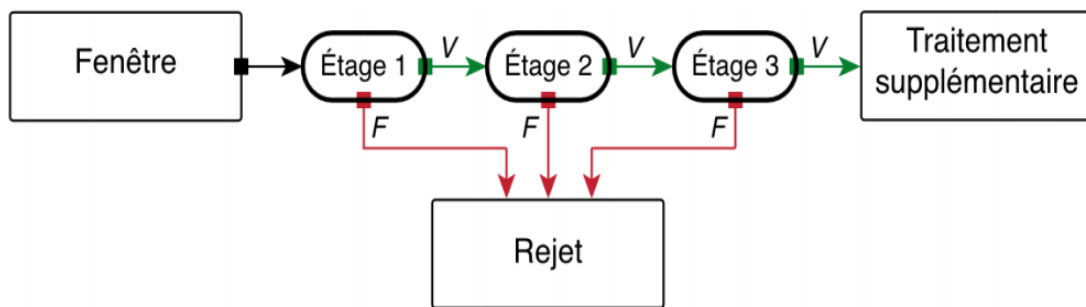 Fenêtre
Étage 1
V
Étage 2
V
Étage 3
V
Traitement
supplémentaire
F
F
F
Rejet